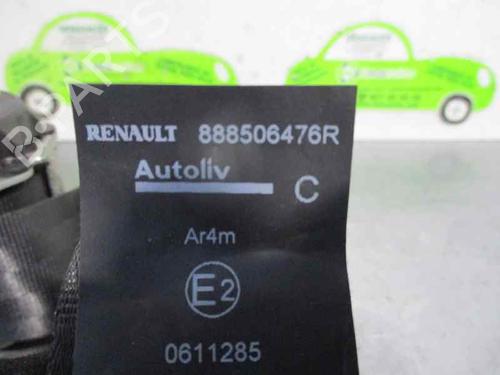 RENAULT 888506476R
Autoliv
C
Ar4m
E2
0611285